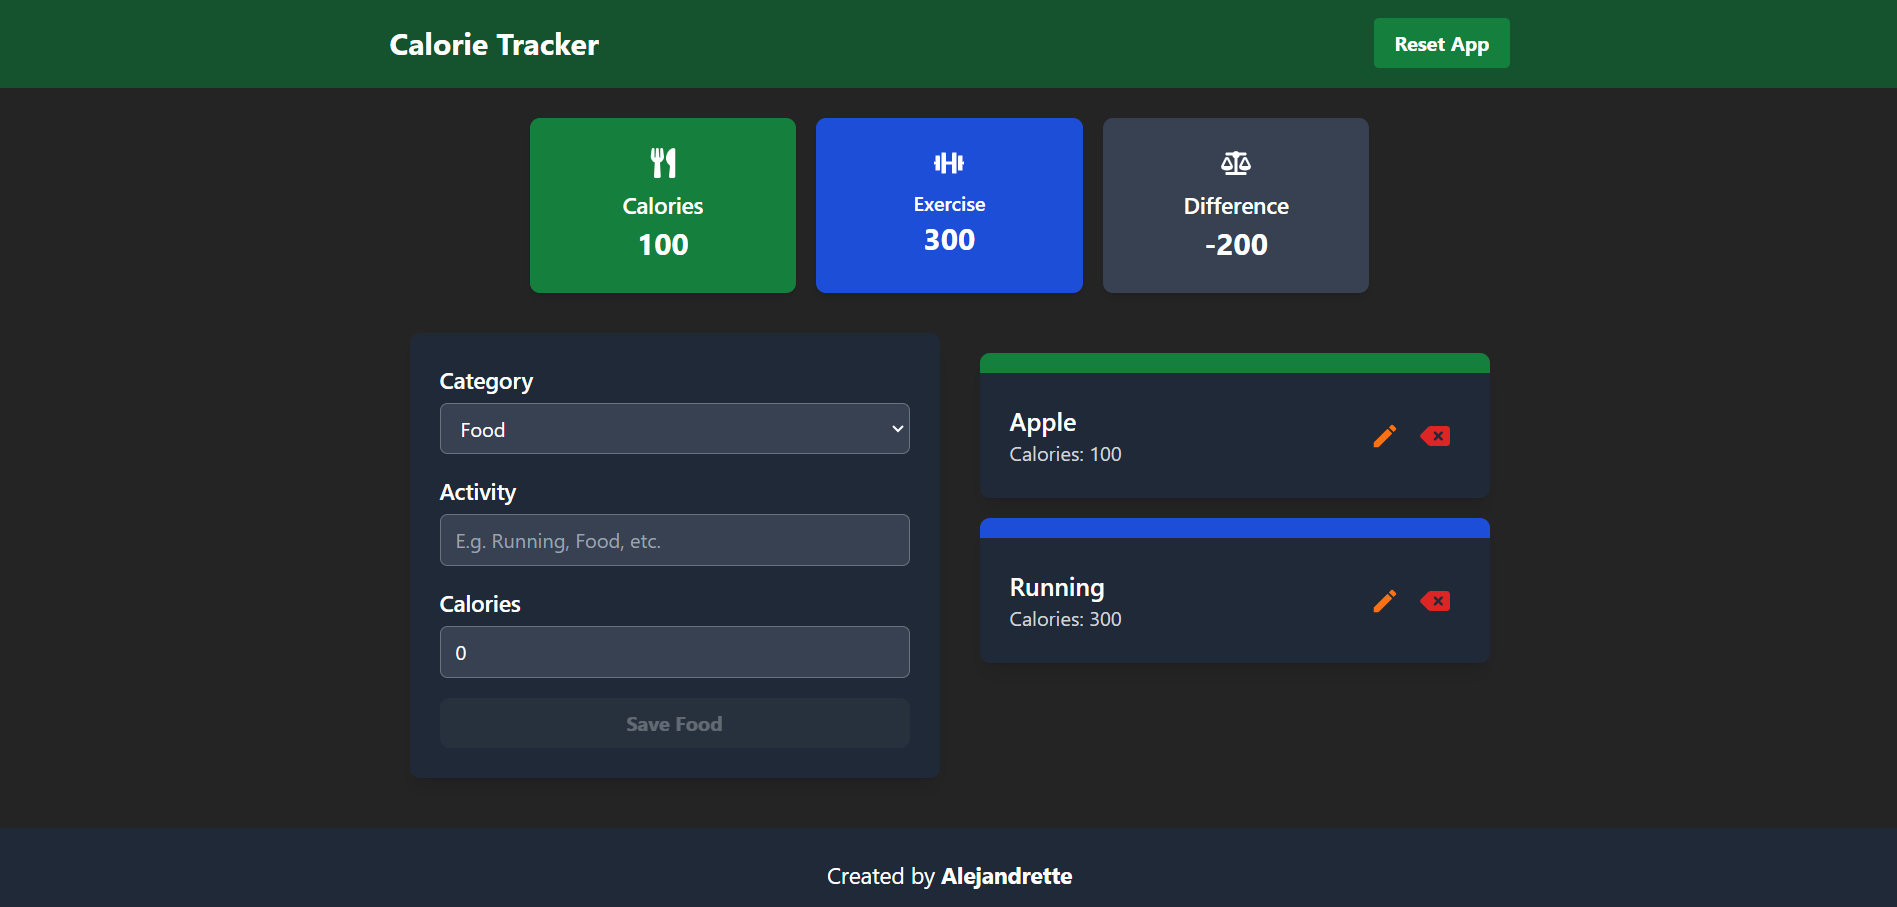 Calorie Tracker
Reset App
Calories
100
Exercise
300
Difference
-200
Category
Food
Activity
E.g. Running, Food, etc.
Calories
0
Save Food
Apple
Calories: 100
Running
Calories: 300
Created by Alejandrette